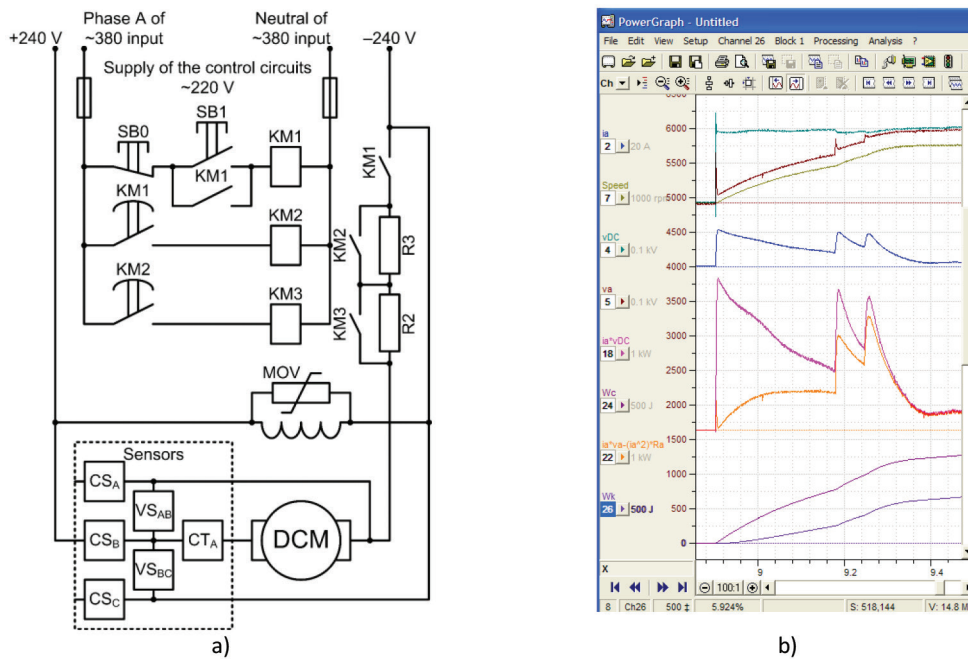 Phase A of
~380 input
Neutral of
~380 input
+240 V
–240 V
Supply of the control circuits
~220 V
SB0
SB1
KM1
KM1
KM1
KM1
KM2
KM2
R3
KM2
KM3
KM3
R2
MOV
Sensors
CSA
VSAB
CSB
CTA
DCM
VSBC
CSC
a)
PowerGraph - Untitled
File Edit View Setup Channel 26 Block 1 Processing Analysis ?
Ch
ia
2 20 A
Speed
7 1000 rpm
vDC
4 0.1 kV
va
5 0.1 kV
ia*vDC
18 1 kW
Wc
24 500 J
ia*va-(ia^2)*Ra
22 1 kW
Wk
26 500 J
6000
5500
5000
4500
4000
3500
3000
2500
2000
1500
1000
500
0
X
9 9.2 9.4
100:1
8 Ch26 500 5.924% S: 518,144 V: 14.8 M
b)